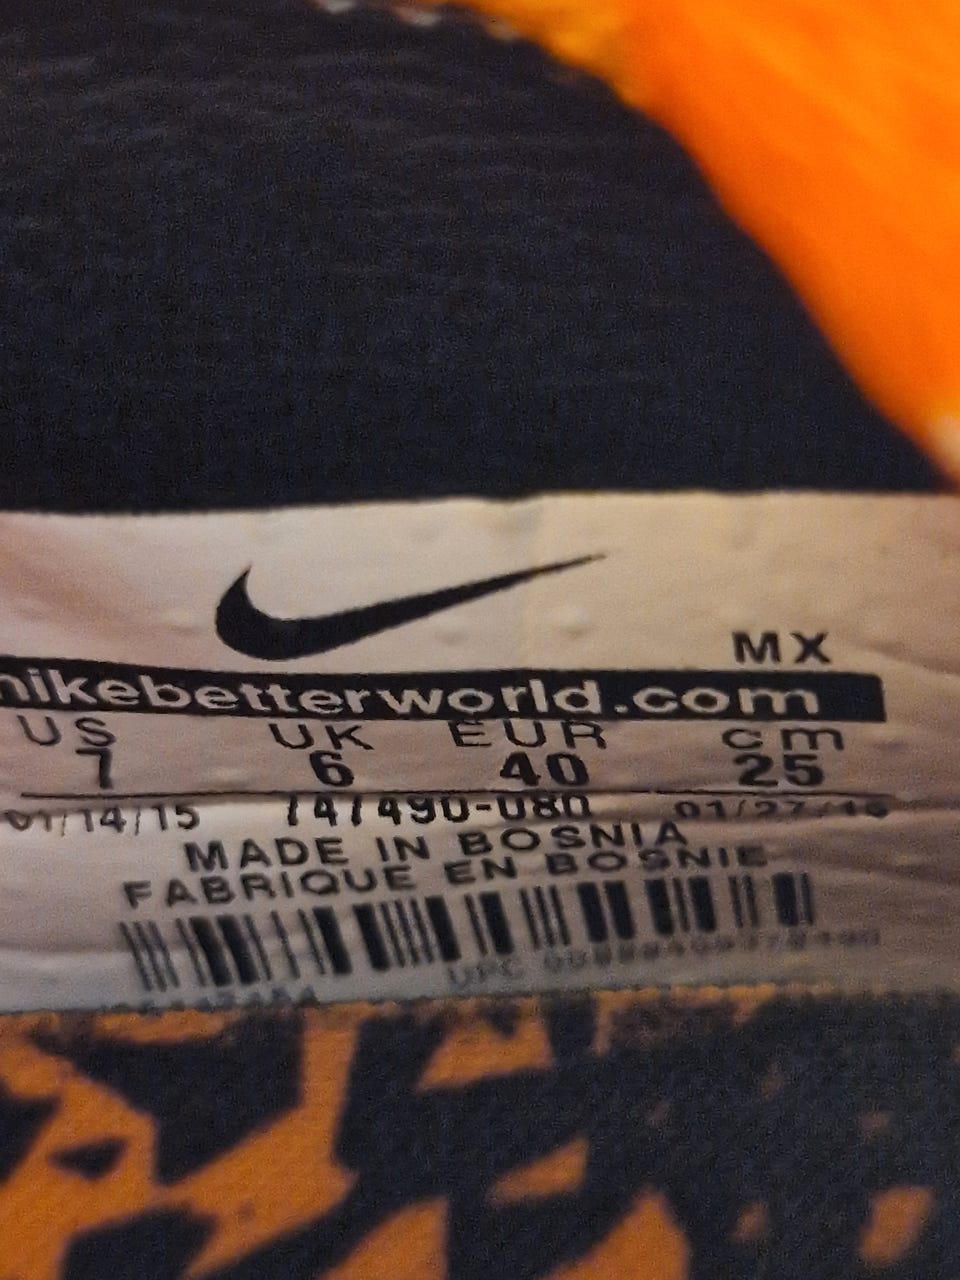 MX
nikebetterworld.com
US UK EUR cm
7 6 40 25
01/14/15 747490-080
MADE IN BOSNIA
FABRIQUE EN BOSNIE
UPC